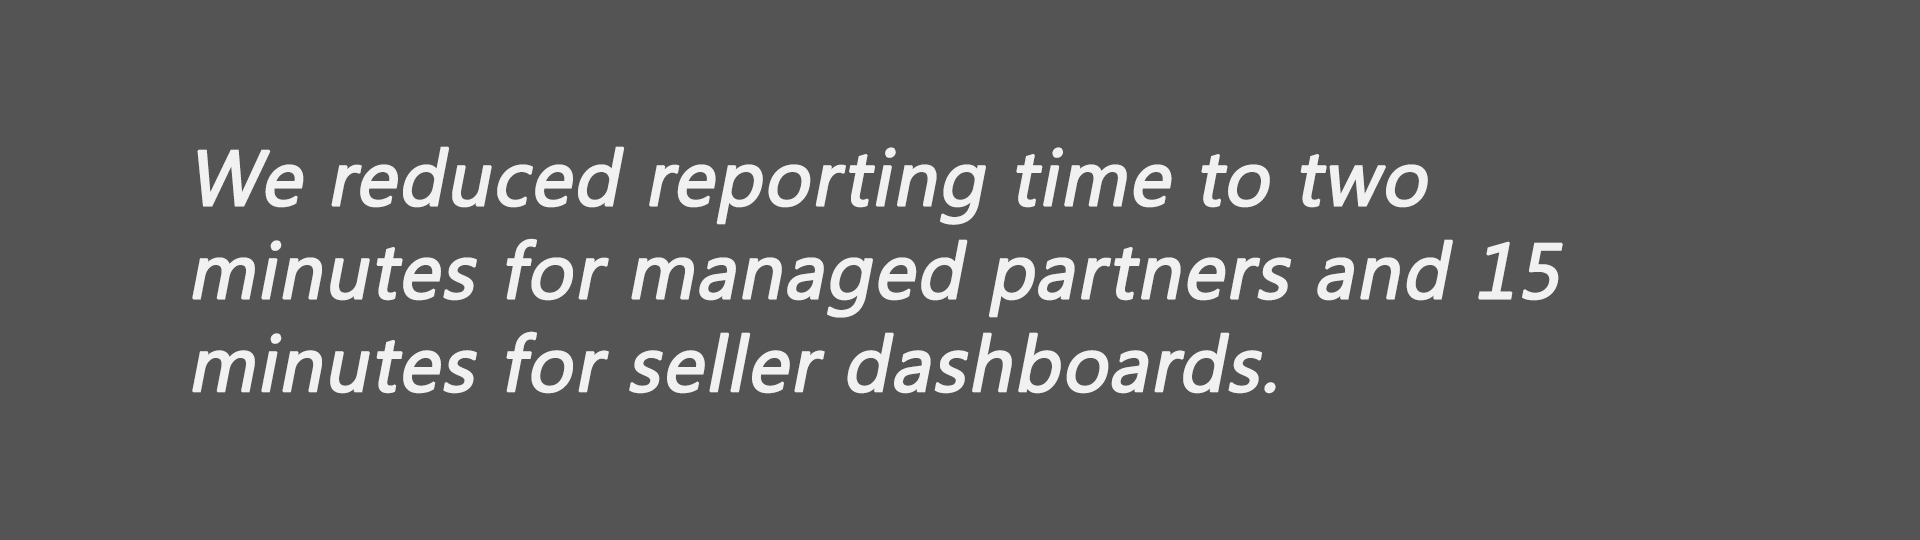 We reduced reporting time to two
minutes for managed partners and 15
minutes for seller dashboards.